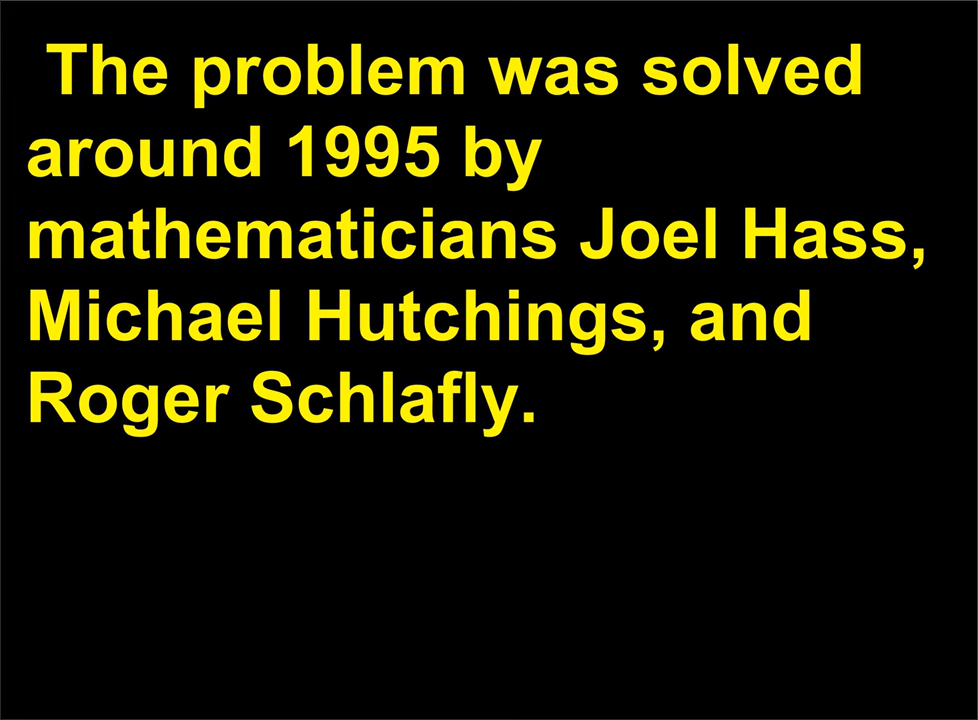 The problem was solved
around 1995 by
mathematicians Joel Hass,
Michael Hutchings, and
Roger Schlafly.